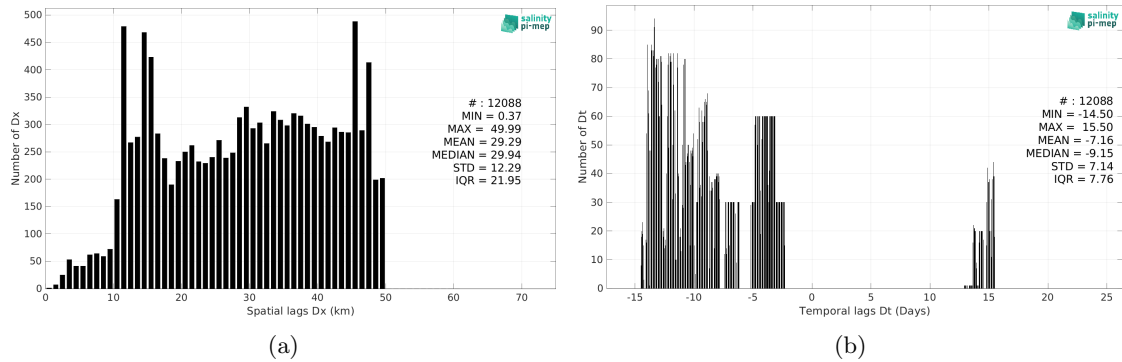 500
450
400
350
300
250
200
150
100
50
0
Number of Dx
0
10
20
30
40
50
60
70
Spatial lags Dx (km)
salinity
pi-mep
# : 12088
MIN = 0.37
MAX = 49.99
MEAN = 29.29
MEDIAN = 29.94
STD = 12.29
IQR = 21.95
(a)
90
80
70
60
50
40
30
20
10
0
Number of Dt
-15
-10
-5
0
5
10
15
20
25
Temporal lags Dt (Days)
salinity
pi-mep
# : 12088
MIN = -14.50
MAX = 15.50
MEAN = -7.16
MEDIAN = -9.15
STD = 7.14
IQR = 7.76
(b)